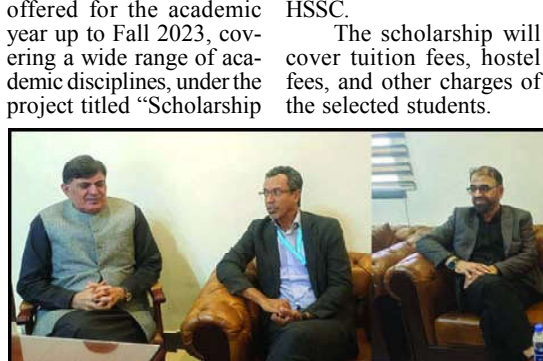 offered for the academic
year up to Fall 2023, cov-
ering a wide range of aca-
demic disciplines, under the
project titled “Scholarship
HSSC.
The scholarship will
cover tuition fees, hostel
fees, and other charges of
the selected students.